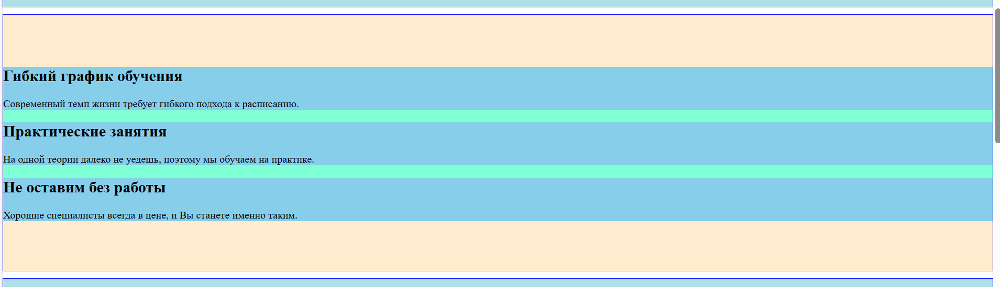 Гибкий график обучения
Современный темп жизни требует гибкого подхода к расписанию.
Практические занятия
На одной теории далеко не уедешь, поэтому мы обучаем на практике.
Не оставим без работы
Хорошие специалисты всегда в цене, и Вы станете именно таким.